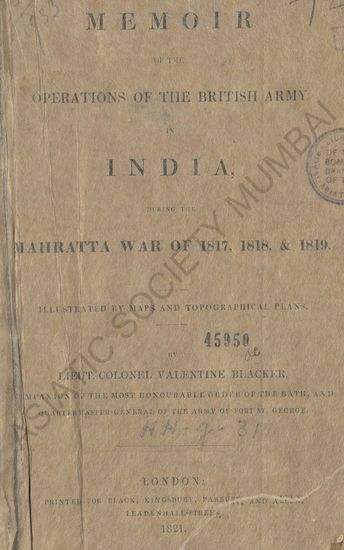 MEMOIR
OF THE
OPERATIONS OF THE BRITISH ARMY
IN
INDIA,
DURING THE
MAHRATTA WAR OF 1817, 1818, & 1819.
ILLUSTRATED BY MAPS AND TOPOGRAPHICAL PLANS.
45950
BY
LIEUT.-COLONEL VALENTINE BLACKER,
COMPANION OF THE MOST HONOURABLE ORDER OF THE BATH, AND
QUARTERMASTER-GENERAL OF THE ARMY OF FORT ST. GEORGE.
LONDON:
PRINTED FOR BLACK, KINGSBURY, PARBURY, AND ALLEN,
LEADENHALL-STREET.
1821.
ASIATIC SOCIETY MUMBAI